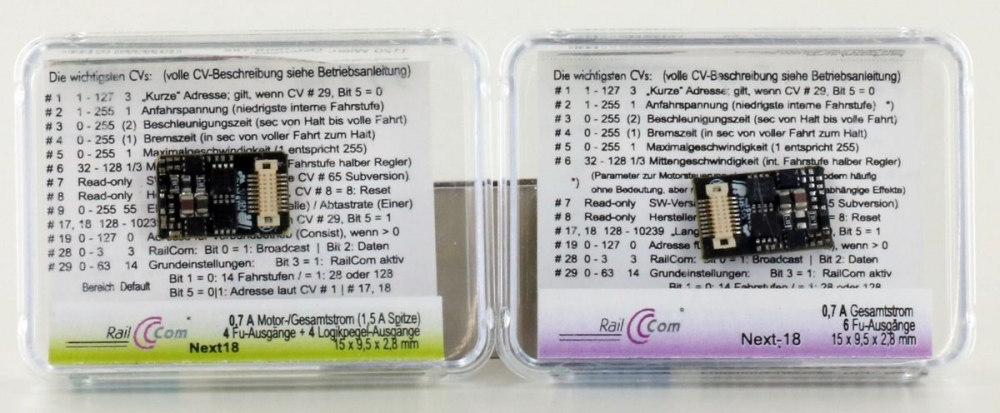 Die wichtigsten CVs: (volle CV-Beschreibung siehe Betriebsanleitung)
# 1 1 - 127 3 „Kurze" Adresse; gilt, wenn CV # 29, Bit 5 = 0
# 2 1 - 255 1 Anfahrspannung (niedrigste interne Fahrstufe)
# 3 0 - 255 (2) Beschleunigungszeit (sec von Halt bis volle Fahrt)
# 4 0 - 255 (1) Bremszeit (in sec von voller Fahrt zum Halt)
# 5 0 - 255 1 Maximalgeschwindigkeit (1 entspricht 255)
# 6 32 - 128 1/3 Fahrstufe halber Regler)
# 7 Read-only CV # 65 Subversion)
# 8 Read-only CV # 8 = 8: Reset
# 9 0 - 255 55 / Abtastrate (Einer)
# 17, 18 128 - 10239 CV # 29, Bit 5 = 1
# 19 0 - 127 0 (Consist), wenn > 0
# 28 0 - 3 3 RailCom: Bit 0 = 1: Broadcast | Bit 2: Daten
# 29 0 - 63 14 Grundeinstellungen: Bit 3 = 1: RailCom aktiv
Bit 1 = 0: 14 Fahrstufen / = 1: 28 oder 128
Bereich Default
Bit 5 = 0|1: Adresse laut CV # 1 | # 17, 18
RailCom
0,7 A Motor-/Gesamtstrom (1,5 A Spitze)
4 Fu-Ausgänge + 4 Logikpegel-Ausgänge
Next18 15 x 9,5 x 2,8 mm
Die wichtigsten CVs: (volle CV-Beschreibung siehe Betriebsanleitung)
# 1 1 - 127 3 „Kurze" Adresse; gilt, wenn CV # 29, Bit 5 = 0
# 2 1 - 255 1 Anfahrspannung (niedrigste interne Fahrstufe) *)
# 3 0 - 255 (2) Beschleunigungszeit (sec von Halt bis volle Fahrt)
# 4 0 - 255 (1) Bremszeit (in sec von voller Fahrt zum Halt)
# 5 0 - 255 1 Maximalgeschwindigkeit (1 entspricht 255)
# 6 32 - 128 1/3 Mittengeschwindigkeit (int. Fahrstufe halber Regler)
*) (Parameter zur häufig
ohne Bedeutung, aber Effekte)
# 7 Read-only Subversion)
# 8 Read-only Hersteller = 8: Reset
# 17, 18 128 - 10239 Bit 5 = 1
# 19 0 - 127 0 wenn > 0
# 28 0 - 3 3 RailCom: Bit 0 = 1: Broadcast | Bit 2: Daten
# 29 0 - 63 14 Grundeinstellungen: Bit 3 = 1: RailCom aktiv
Bit 1 = 0: 14 Fahrstufen / = 1: 28 oder 128
RailCom
0,7 A Gesamtstrom
6 Fu-Ausgänge
Next-18 15 x 9,5 x 2,8 mm